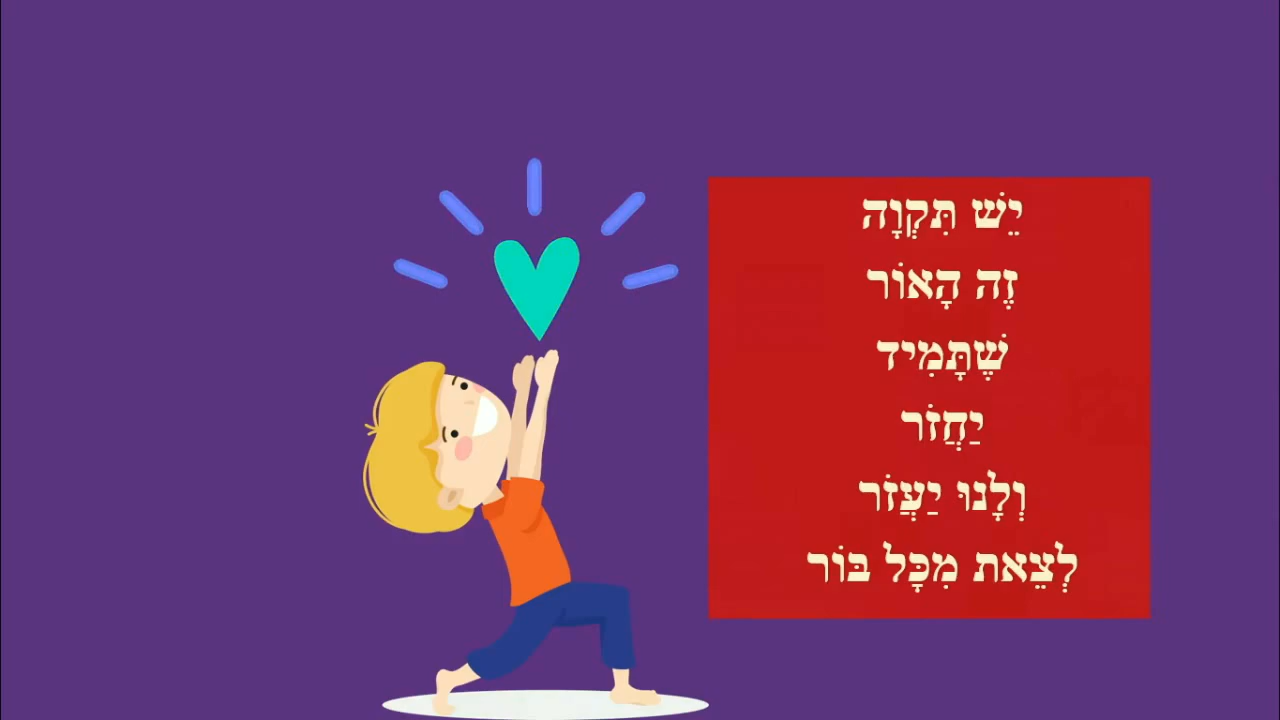 יֵשׁ תִּקְוָה
זֶה הָאוֹר
שֶׁתָּמִיד
יַחֲזֹר
וְלָנוּ יַעֲזֹר
לְצֵאת מִכָּל בּוֹר